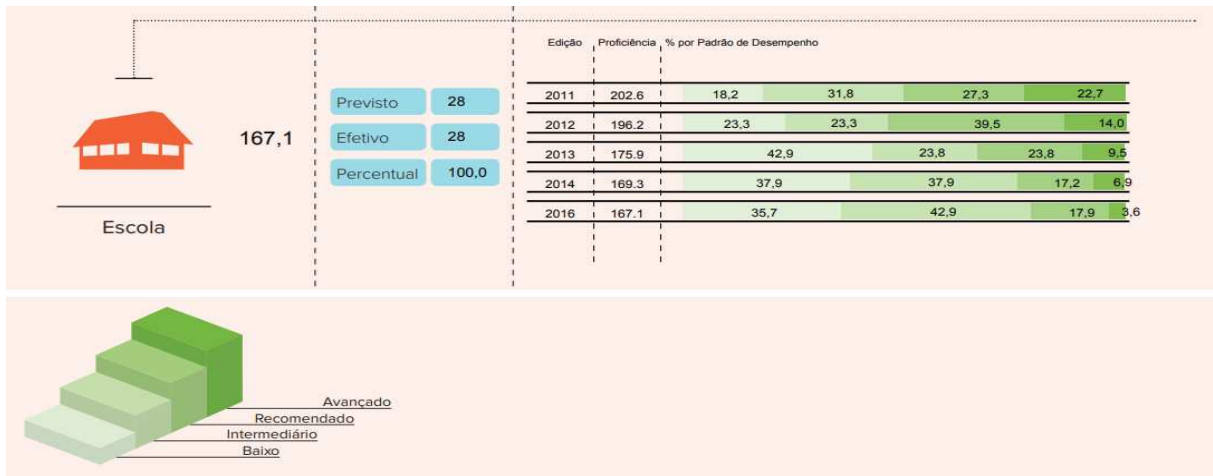 Edição Proficiência % por Padrão de Desempenho
Previsto 28
Efetivo 28
Percentual 100,0
167,1
Escola
2011 202.6 18,2 31,8 27,3 22,7
2012 196.2 23,3 23,3 39,5 14,0
2013 175.9 42,9 23,8 23,8 9,5
2014 169.3 37,9 37,9 17,2 6,9
2016 167.1 35,7 42,9 17,9 3,6
Avançado
Recomendado
Intermediário
Baixo